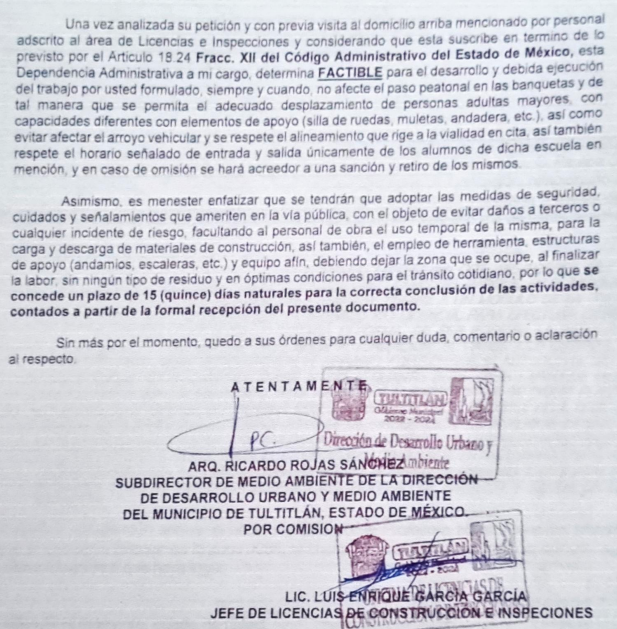 Una vez analizada su petición y con previa visita al domicilio arriba mencionado por personal
adscrito al área de Licencias e Inspecciones y considerando que esta suscribe en termino de lo
previsto por el Articulo 18.24 Fracc. XII del Código Administrativo del Estado de México, esta
Dependencia Administrativa a mi cargo, determina FACTIBLE para el desarrollo y debida ejecución
del trabajo por usted formulado, siempre y cuando, no afecte el paso peatonal en las banquetas y de
tal manera que se permita el adecuado desplazamiento de personas adultas mayores, con
capacidades diferentes con elementos de apoyo (silla de ruedas, muletas, andadera, etc.), así como
evitar afectar el arroyo vehicular y se respete el alineamiento que rige a la vialidad en cita, así también
respete el horario señalado de entrada y salida únicamente de los alumnos de dicha escuela en
mención, y en caso de omisión se hará acreedor a una sanción y retiro de los mismos.
Asimismo, es menester enfatizar que se tendrán que adoptar las medidas de seguridad,
cuidados y señalamientos que ameriten en la vía pública, con el objeto de evitar daños a terceros o
cualquier incidente de riesgo, facultando al personal de obra el uso temporal de la misma, para la
carga y descarga de materiales de construcción, así también, el empleo de herramienta, estructuras
de apoyo (andamios, escaleras, etc.) y equipo afín, debiendo dejar la zona que se ocupe, al finalizar
la labor, sin ningún tipo de residuo y en óptimas condiciones para el tránsito cotidiano, por lo que se
concede un plazo de 15 (quince) días naturales para la correcta conclusión de las actividades,
contados a partir de la formal recepción del presente documento.
Sin más por el momento, quedo a sus órdenes para cualquier duda, comentario o aclaración
al respecto.
ATENTAMENTE
TULTITLAN
Gobierno Municipal
2022 - 2024
P.C.
Dirección de Desarrollo Urbano y
Medio Ambiente
ARQ. RICARDO ROJAS SÁNCHEZ
SUBDIRECTOR DE MEDIO AMBIENTE DE LA DIRECCIÓN
DE DESARROLLO URBANO Y MEDIO AMBIENTE
DEL MUNICIPIO DE TULTITLÁN, ESTADO DE MÉXICO.
POR COMISION
TULTITLAN
2022 - 2024
DE LICENCIAS DE
LIC. LUIS ENRIQUE GARCÍA GARCÍA
CONSTRUCCIÓN
JEFE DE LICENCIAS DE CONSTRUCCIÓN E INSPECIONES